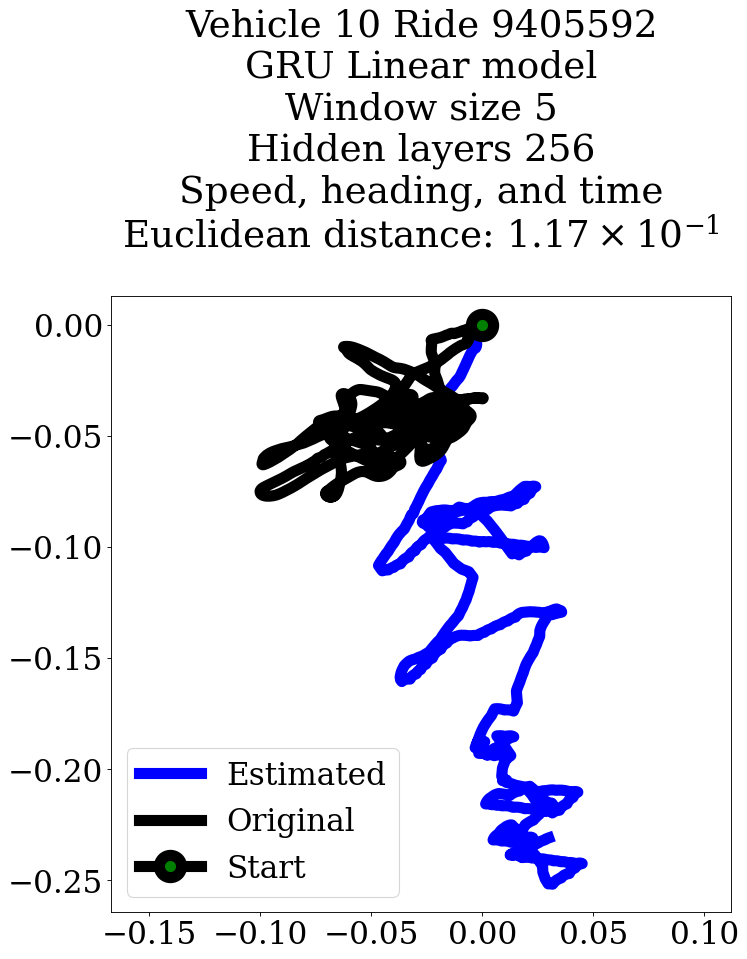 Vehicle 10 Ride 9405592
GRU Linear model
Window size 5
Hidden layers 256
Speed, heading, and time
Euclidean distance: 1.17 × 10⁻¹
0.00
−0.05
−0.10
−0.15
−0.20
−0.25
Estimated
Original
Start
−0.15 −0.10 −0.05 0.00 0.05 0.10